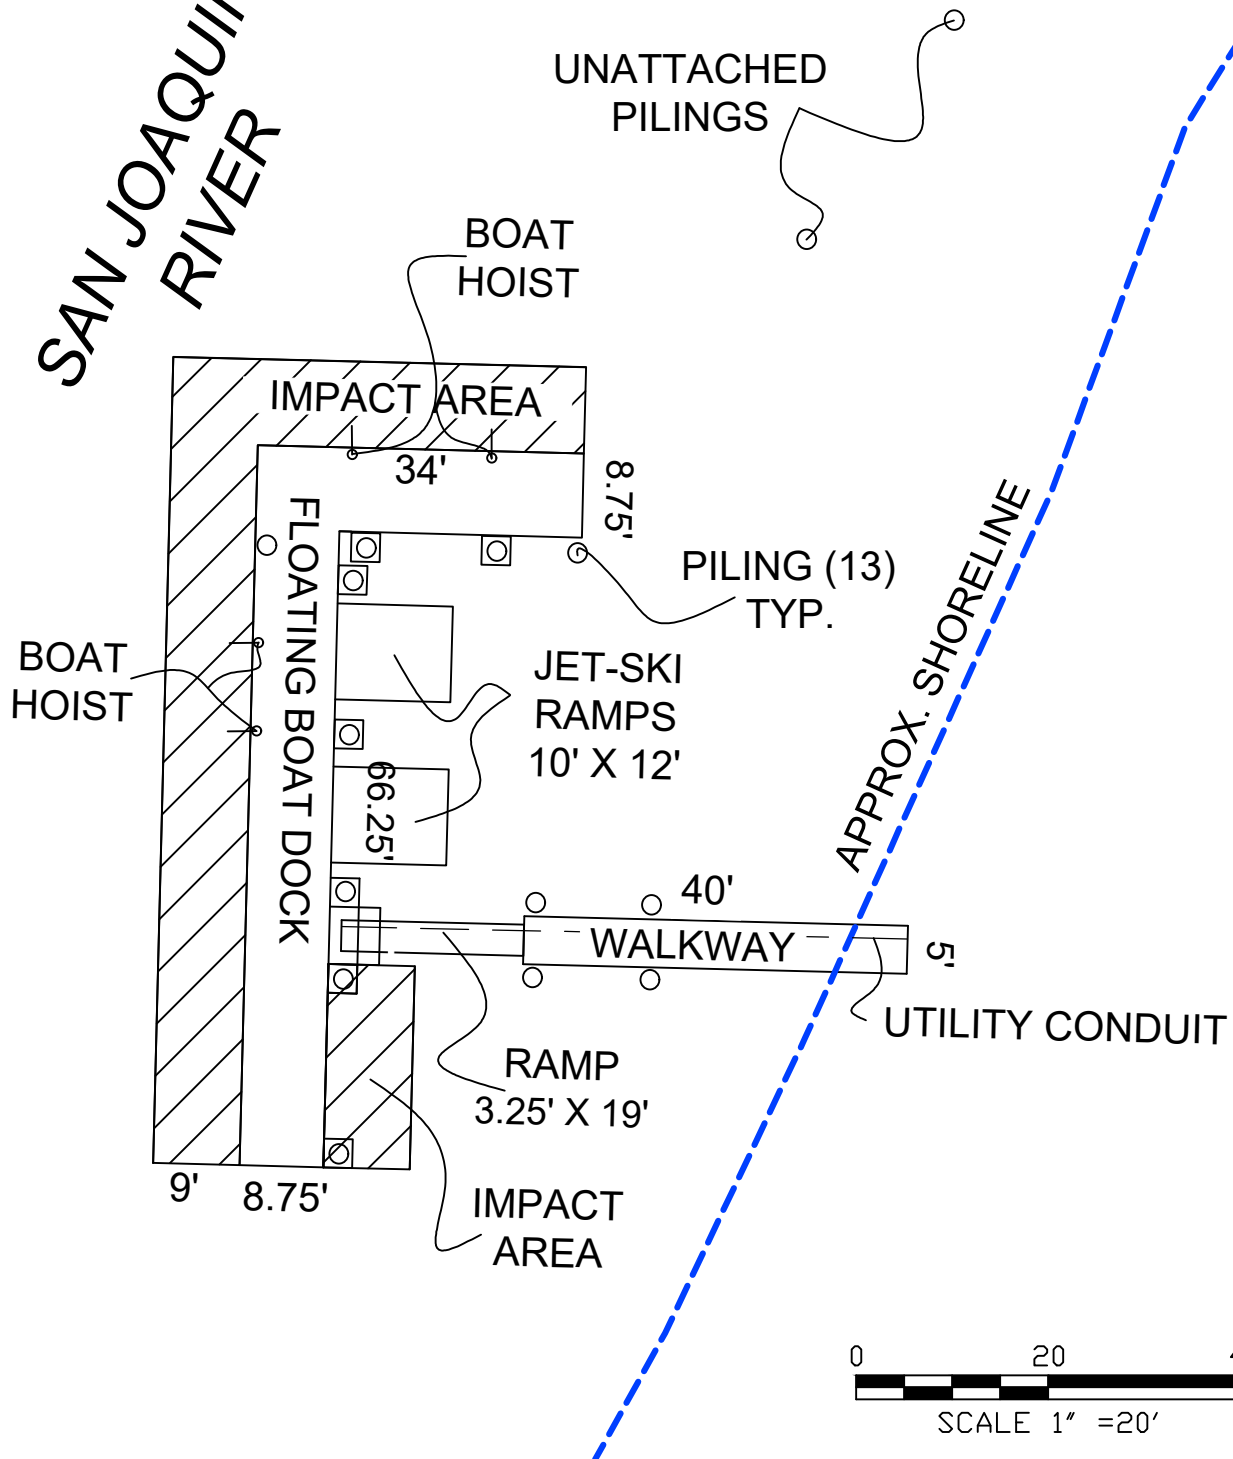 SAN JOAQUIN
RIVER
UNATTACHED
PILINGS
BOAT
HOIST
IMPACT AREA
34'
8.75'
FLOATING BOAT DOCK
PILING (13)
TYP.
BOAT
HOIST
JET-SKI
RAMPS
10' X 12'
66.25'
APPROX. SHORELINE
40'
WALKWAY
5'
UTILITY CONDUIT
RAMP
3.25' X 19'
9'
8.75'
IMPACT
AREA
0 20
SCALE 1" =20'